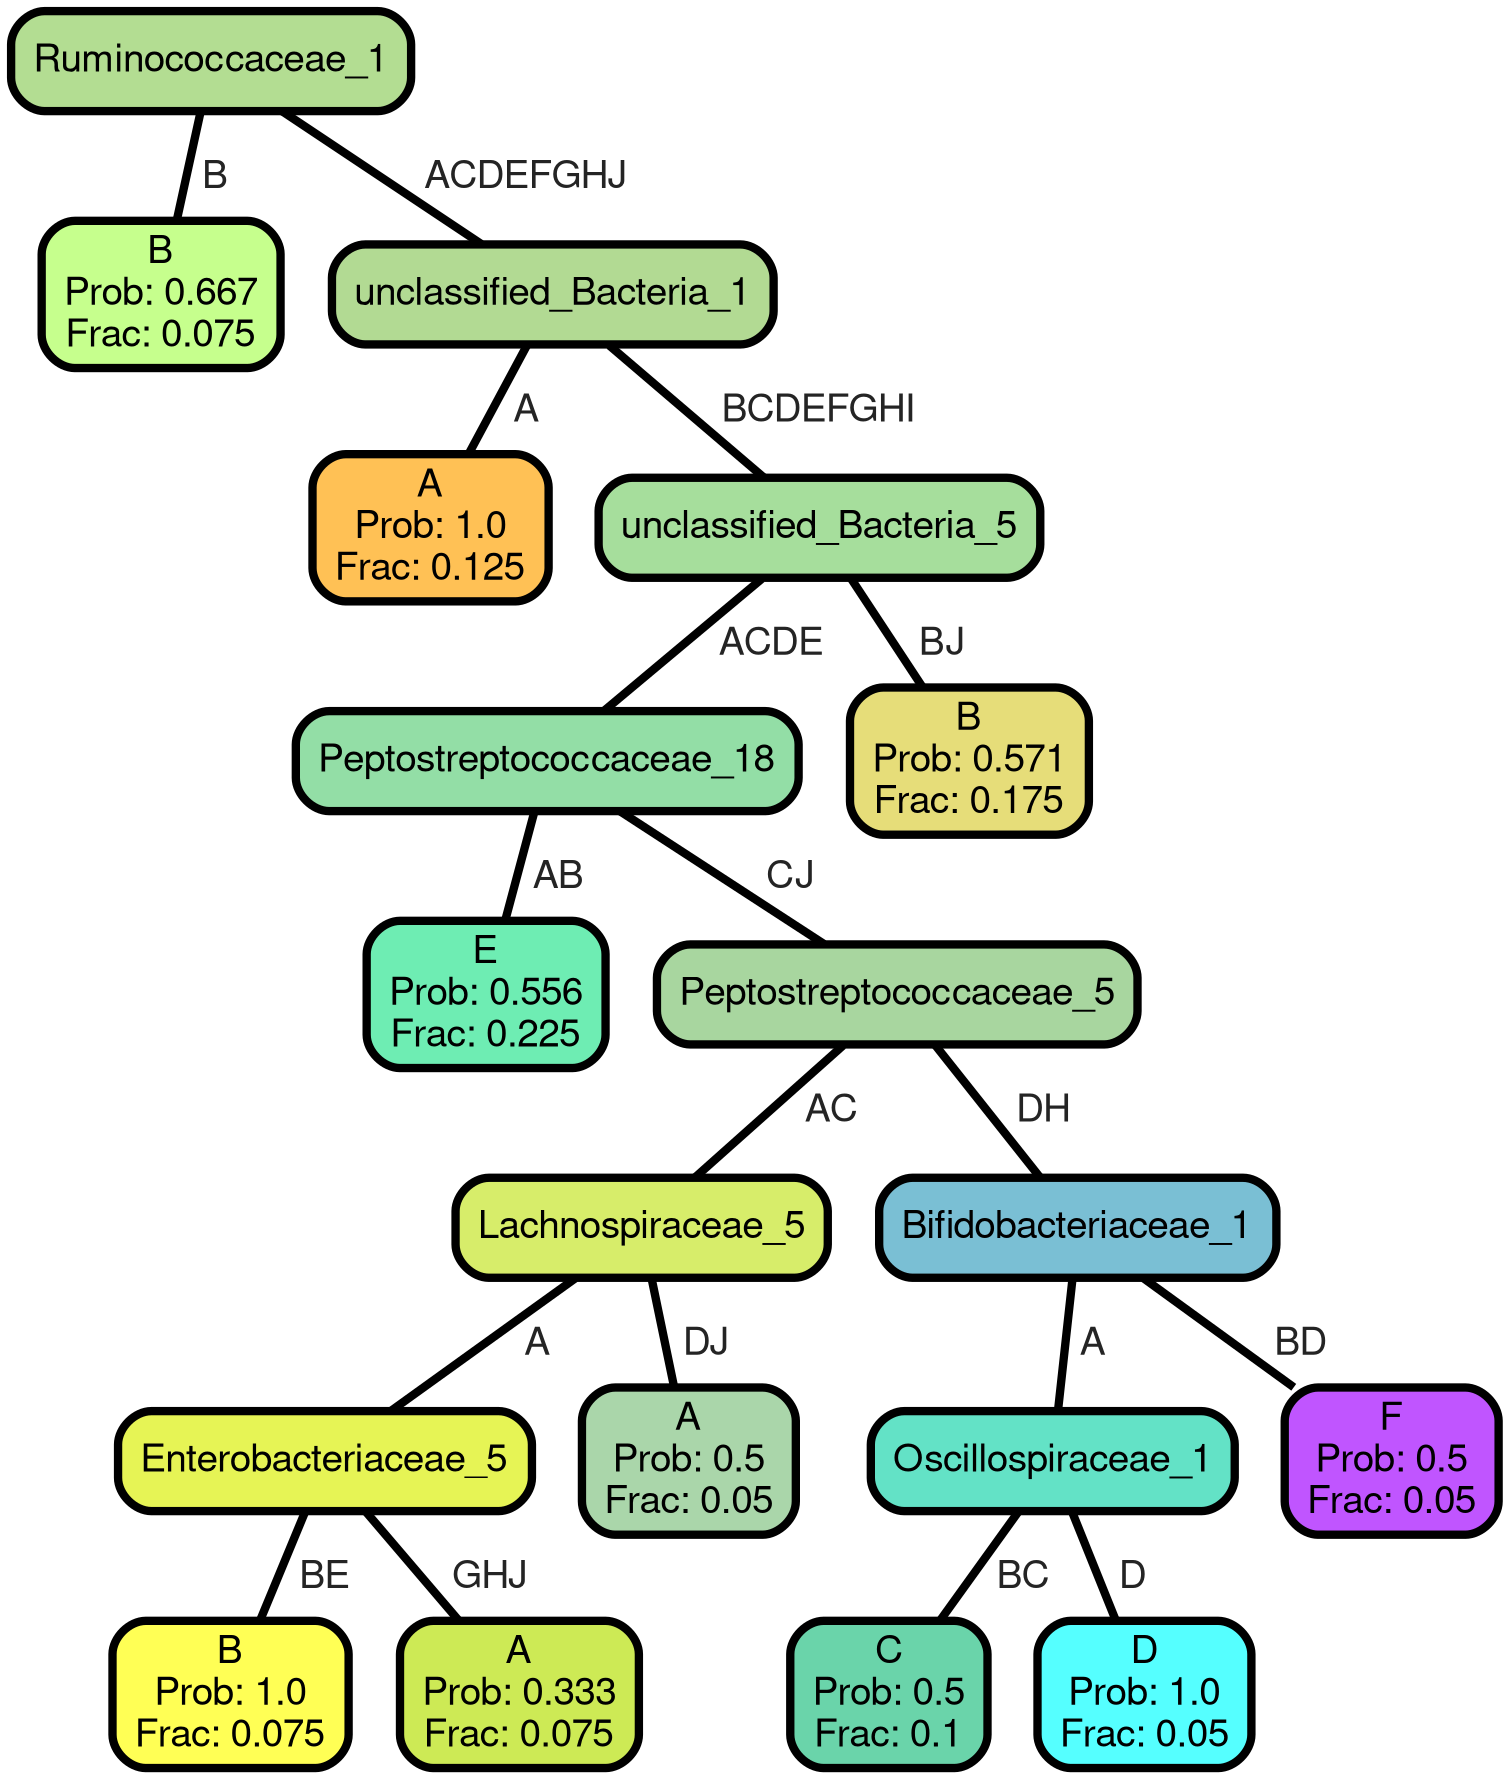 Ruminococcaceae_1
B
ACDEFGHJ
B
Prob: 0.667
Frac: 0.075
unclassified_Bacteria_1
A
BCDEFGHI
A
Prob: 1.0
Frac: 0.125
unclassified_Bacteria_5
ACDE
BJ
Peptostreptococcaceae_18
B
Prob: 0.571
Frac: 0.175
AB
CJ
E
Prob: 0.556
Frac: 0.225
Peptostreptococcaceae_5
AC
DH
Lachnospiraceae_5
Bifidobacteriaceae_1
A
DJ
A
BD
Enterobacteriaceae_5
A
Prob: 0.5
Frac: 0.05
Oscillospiraceae_1
F
Prob: 0.5
Frac: 0.05
BE
GHJ
BC
D
B
Prob: 1.0
Frac: 0.075
A
Prob: 0.333
Frac: 0.075
C
Prob: 0.5
Frac: 0.1
D
Prob: 1.0
Frac: 0.05